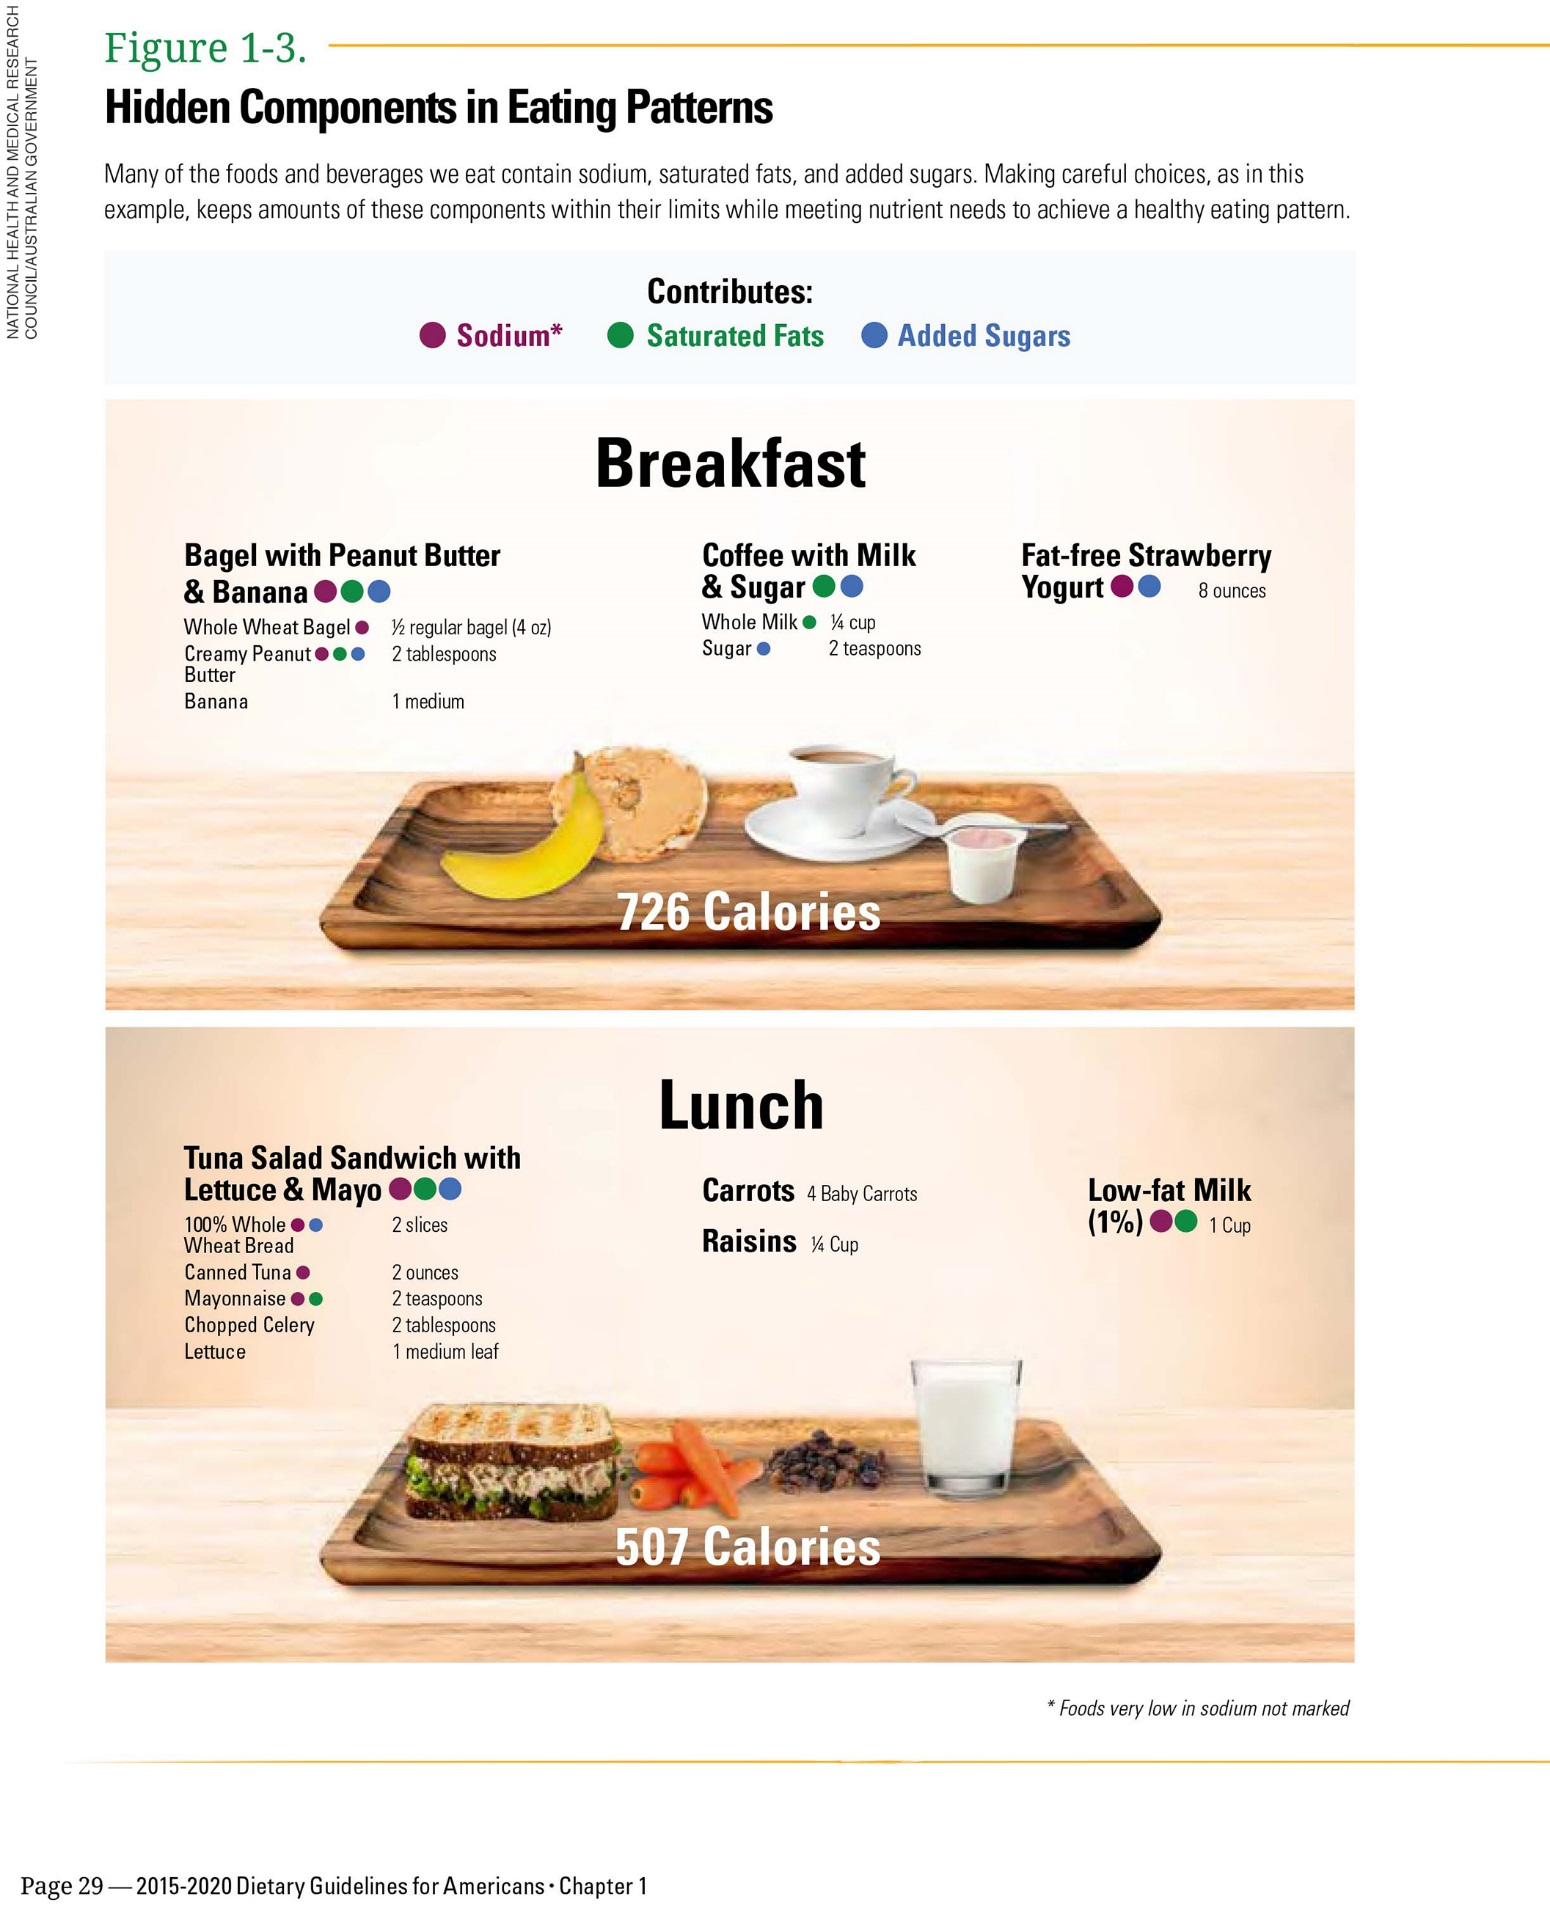 NATIONAL HEALTH AND MEDICAL RESEARCH
COUNCIL/AUSTRALIAN GOVERNMENT
Figure 1-3.
Hidden Components in Eating Patterns
Many of the foods and beverages we eat contain sodium, saturated fats, and added sugars. Making careful choices, as in this
example, keeps amounts of these components within their limits while meeting nutrient needs to achieve a healthy eating pattern.
Contributes:
Sodium* Saturated Fats Added Sugars
Breakfast
Bagel with Peanut Butter
& Banana
Whole Wheat Bagel ½ regular bagel (4 oz)
Creamy Peanut 2 tablespoons
Butter
Banana 1 medium
Coffee with Milk
& Sugar
Whole Milk ¼ cup
Sugar 2 teaspoons
Fat-free Strawberry
Yogurt 8 ounces
726 Calories
Lunch
Tuna Salad Sandwich with
Lettuce & Mayo
100% Whole 2 slices
Wheat Bread
Canned Tuna 2 ounces
Mayonnaise 2 teaspoons
Chopped Celery 2 tablespoons
Lettuce 1 medium leaf
Carrots 4 Baby Carrots
Raisins ¼ Cup
Low-fat Milk
(1%) 1 Cup
507 Calories
* Foods very low in sodium not marked
Page 29 — 2015-2020 Dietary Guidelines for Americans • Chapter 1